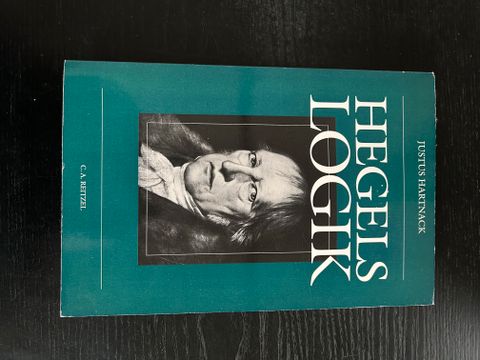 JUSTUS HARTNACK
HEGELS
LOGIK
C.A. REITZEL